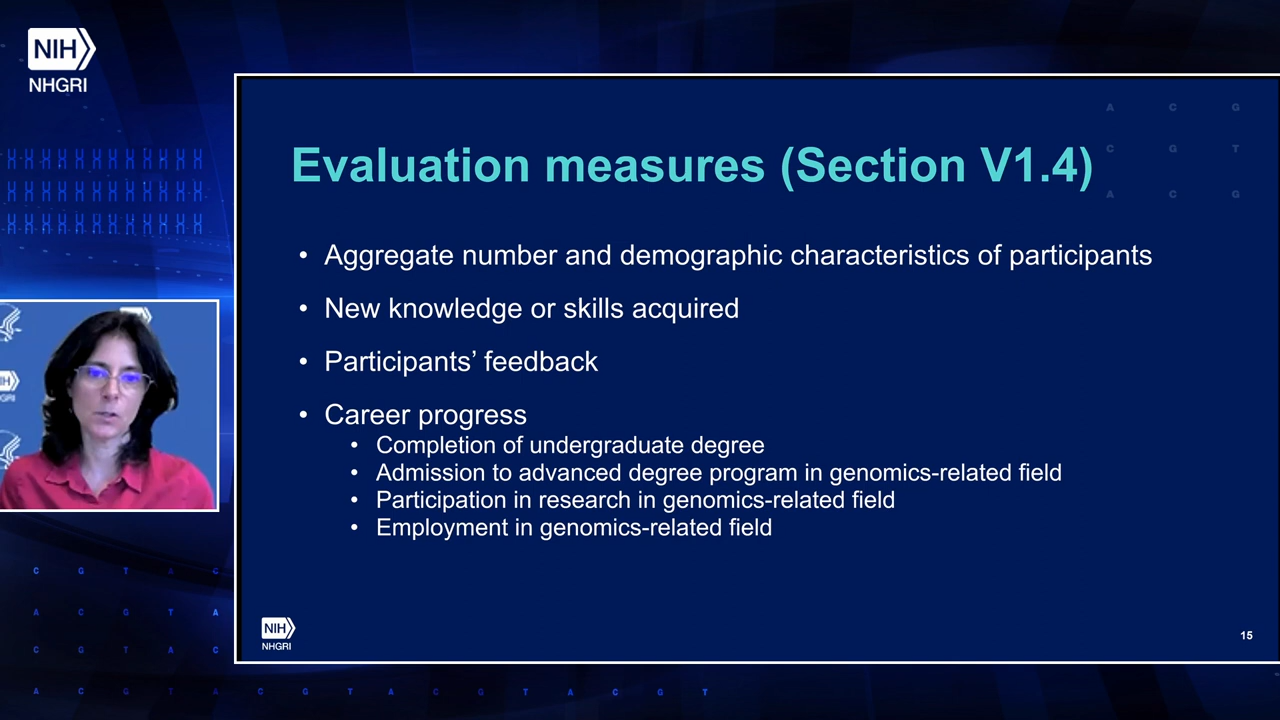 NIH
NHGRI
A C G
Evaluation measures (Section V1.4)
C G T
A C G
• Aggregate number and demographic characteristics of participants
• New knowledge or skills acquired
• Participants’ feedback
• Career progress
• Completion of undergraduate degree
• Admission to advanced degree program in genomics-related field
• Participation in research in genomics-related field
• Employment in genomics-related field
C G T A G
A C G T A
NIH
NHGRI
15
C G T A C
A C G T A C G T A C G T A C G T